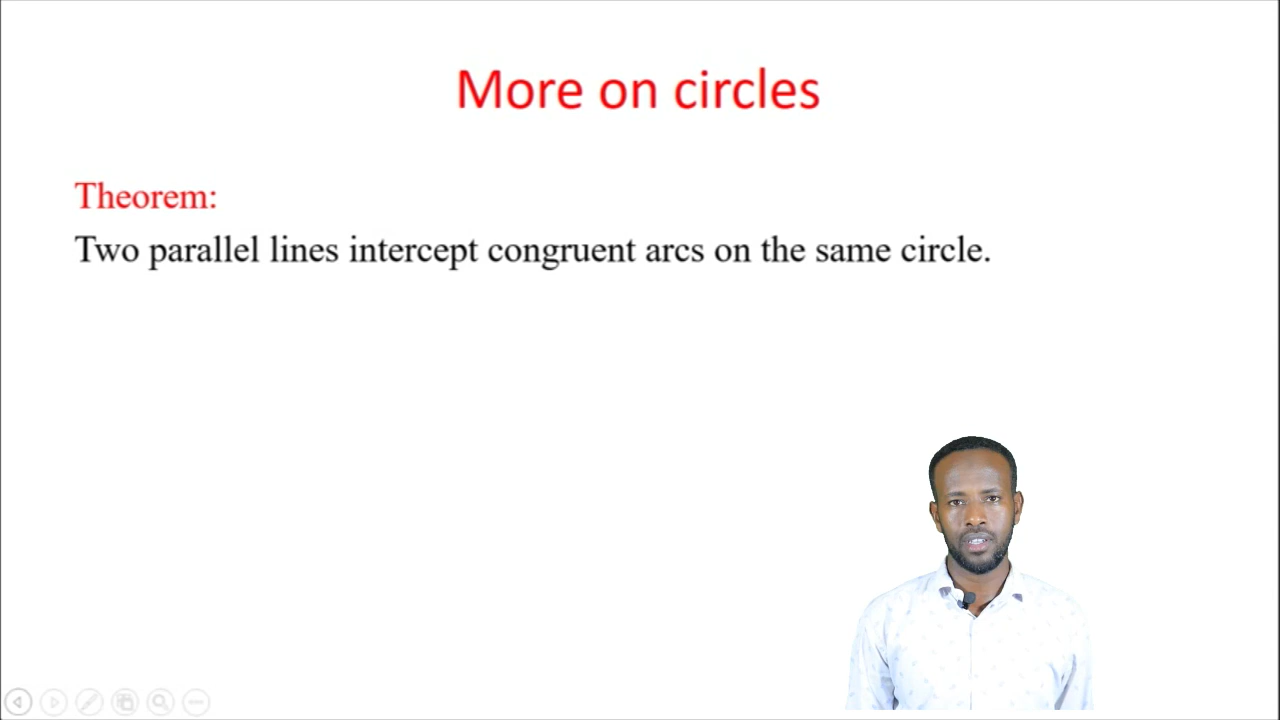 More on circles
Theorem:
Two parallel lines intercept congruent arcs on the same circle.